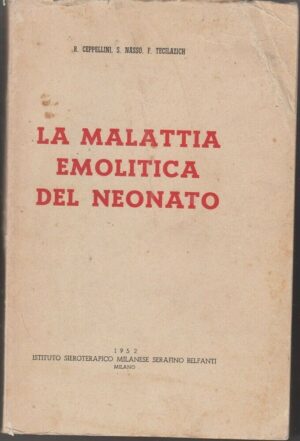 R. CEPPELLINI, S. NASSO, F. TECILAZICH
LA MALATTIA
EMOLITICA
DEL NEONATO
1952
ISTITUTO SIEROTERAPICO MILANESE SERAFINO BELFANTI
MILANO